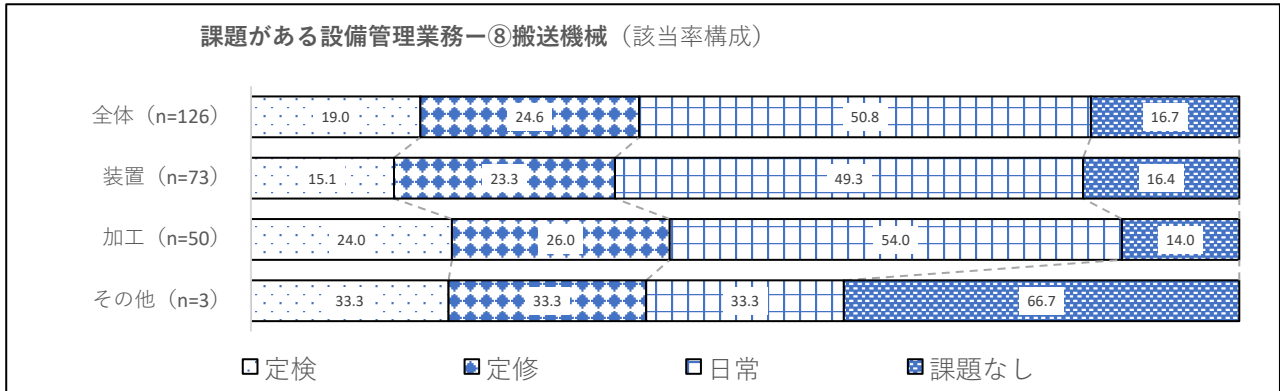 課題がある設備管理業務ー⑧搬送機械（該当率構成）
全体（n=126） 19.0 24.6 50.8 16.7
装置（n=73） 15.1 23.3 49.3 16.4
加工（n=50） 24.0 26.0 54.0 14.0
その他（n=3） 33.3 33.3 33.3 66.7
定検 定修 日常 課題なし